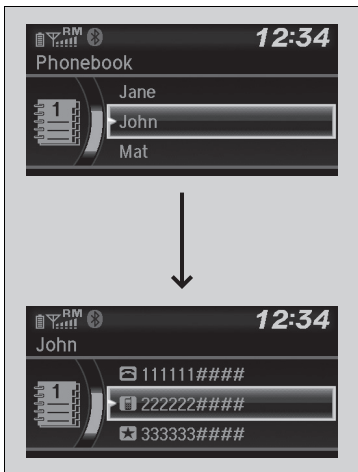 RM
12:34
Phonebook
Jane
1
John
Mat
RM
12:34
John
111111####
1
222222####
333333####